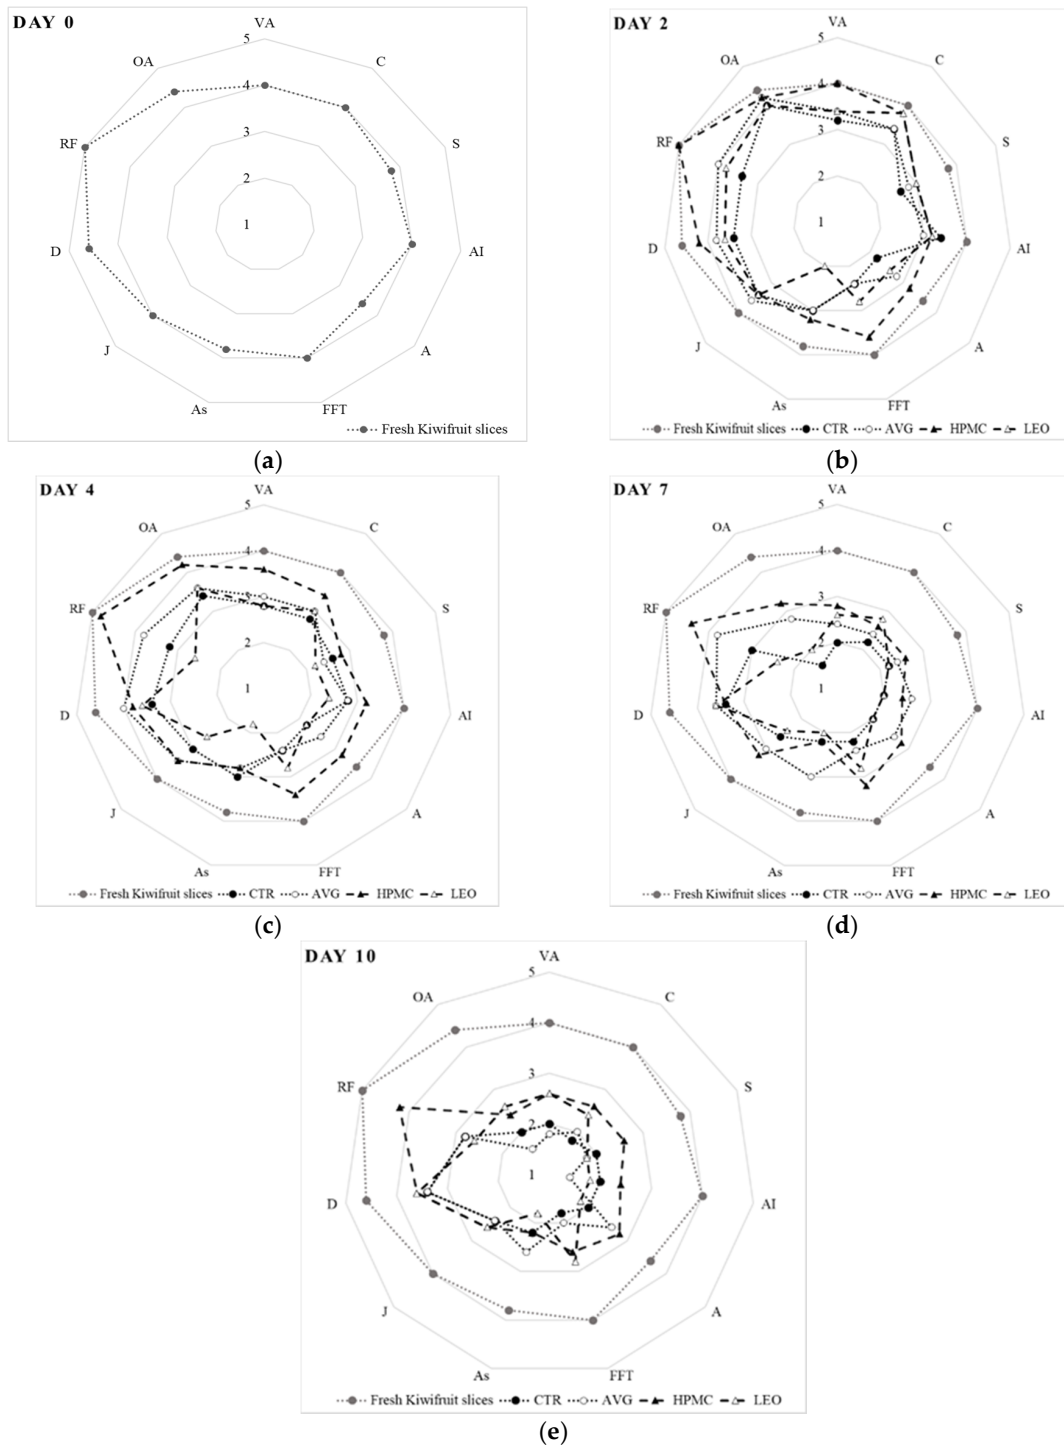 DAY 0
VA
C
S
AI
A
FFT
As
J
D
RF
OA
5
4
3
2
1
Fresh Kiwifruit slices
(a)
DAY 2
VA
C
S
AI
A
FFT
As
J
D
RF
OA
5
4
3
2
1
Fresh Kiwifruit slices CTR AVG HPMC LEO
(b)
DAY 4
VA
C
S
AI
A
FFT
As
J
D
RF
OA
5
4
3
2
1
Fresh Kiwifruit slices CTR AVG HPMC LEO
(c)
DAY 7
VA
C
S
AI
A
FFT
As
J
D
RF
OA
5
4
3
2
1
Fresh Kiwifruit slices CTR AVG HPMC LEO
(d)
DAY 10
VA
C
S
AI
A
FFT
As
J
D
RF
OA
5
4
3
2
1
Fresh Kiwifruit slices CTR AVG HPMC LEO
(e)